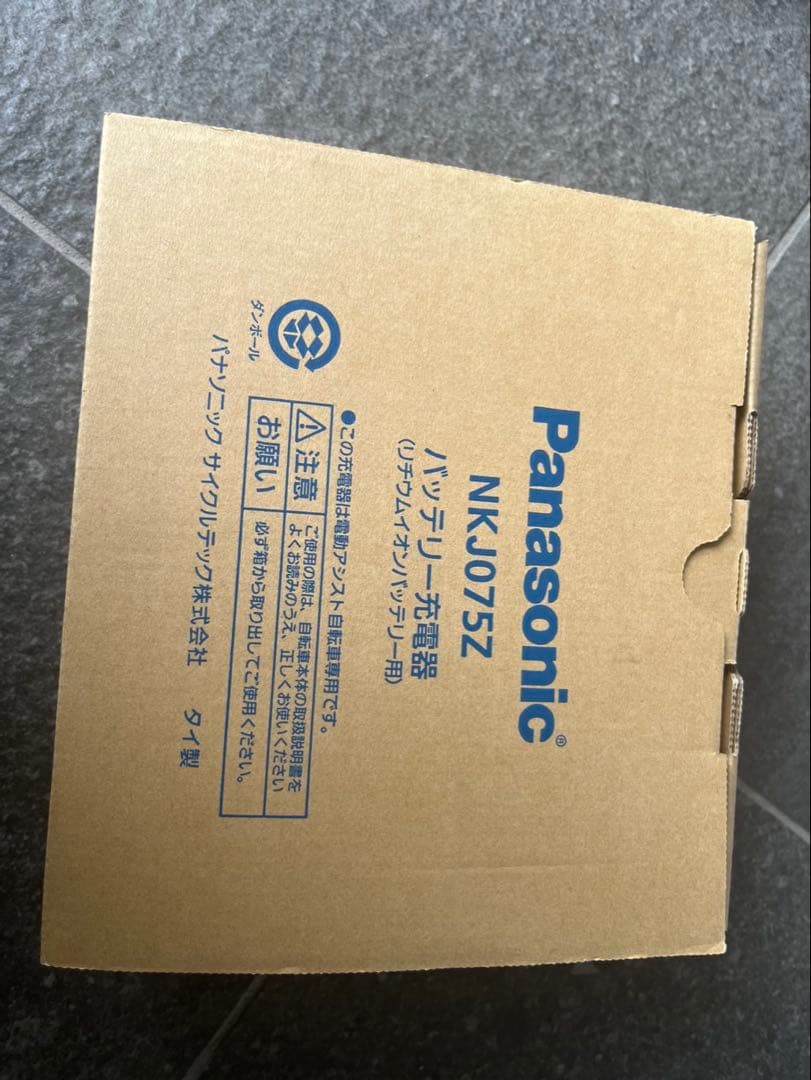 Panasonic®
NKJ075Z
バッテリー充電器
(リチウムイオンバッテリー用)
●この充電器は電動アシスト自転車専用です。
注意
ご使用の際は、自転車本体の取扱説明書を
よくお読みのうえ、正しくお使いください
お願い
必ず箱から取り出してご使用ください。
ダンボール
パナソニック サイクルテック株式会社 タイ製